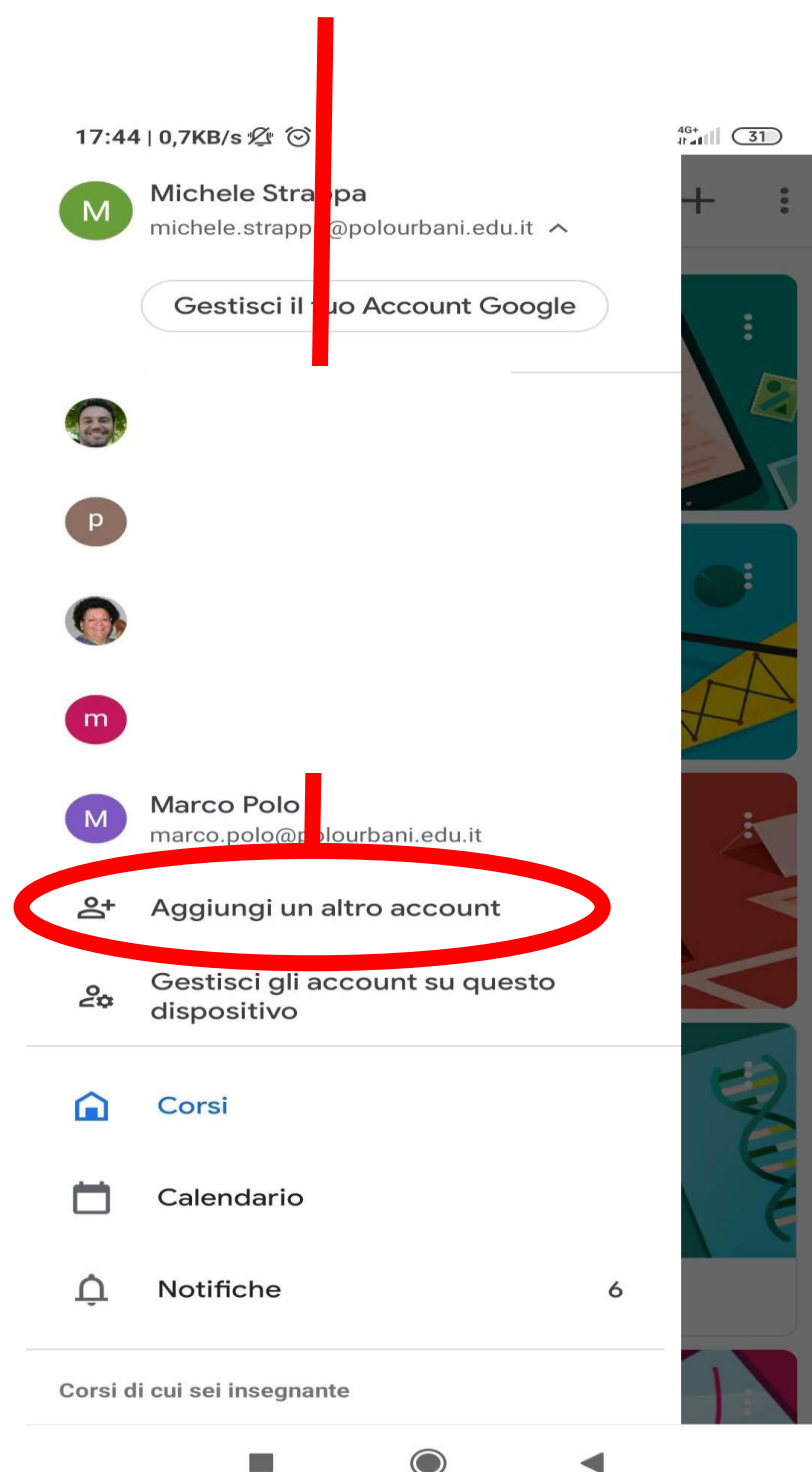 17:44 | 0,7KB/s
4G+
31
M
Michele Strappa
michele.strappa@polourbani.edu.it
Gestisci il tuo Account Google
p
m
M
Marco Polo
marco.polo@polourbani.edu.it
Aggiungi un altro account
Gestisci gli account su questo
dispositivo
Corsi
Calendario
Notifiche 6
Corsi di cui sei insegnante